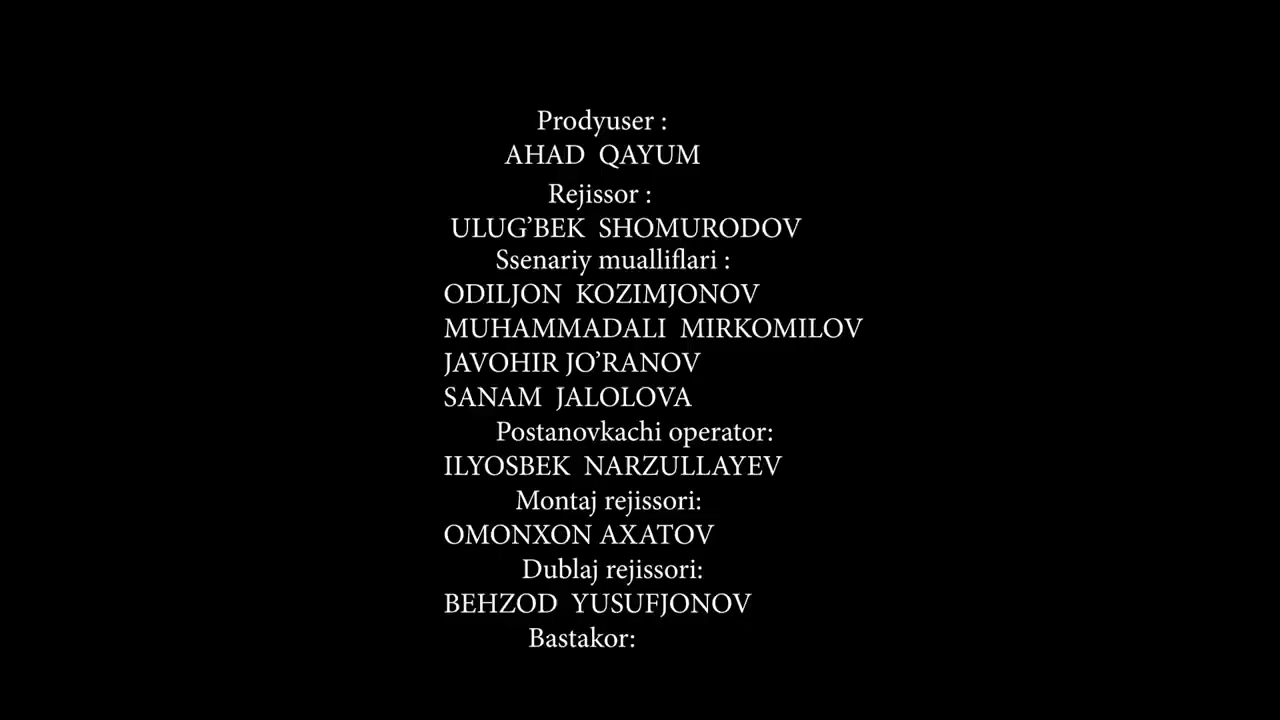 Prodyuser :
AHAD QAYUM
Rejissor :
ULUG’BEK SHOMURODOV
Ssenariy mualliflari :
ODILJON KOZIMJONOV
MUHAMMADALI MIRKOMILOV
JAVOHIR JO’RANOV
SANAM JALOLOVA
Postanovkachi operator:
ILYOSBEK NARZULLAYEV
Montaj rejissori:
OMONXON AXATOV
Dublaj rejissori:
BEHZOD YUSUFJONOV
Bastakor: